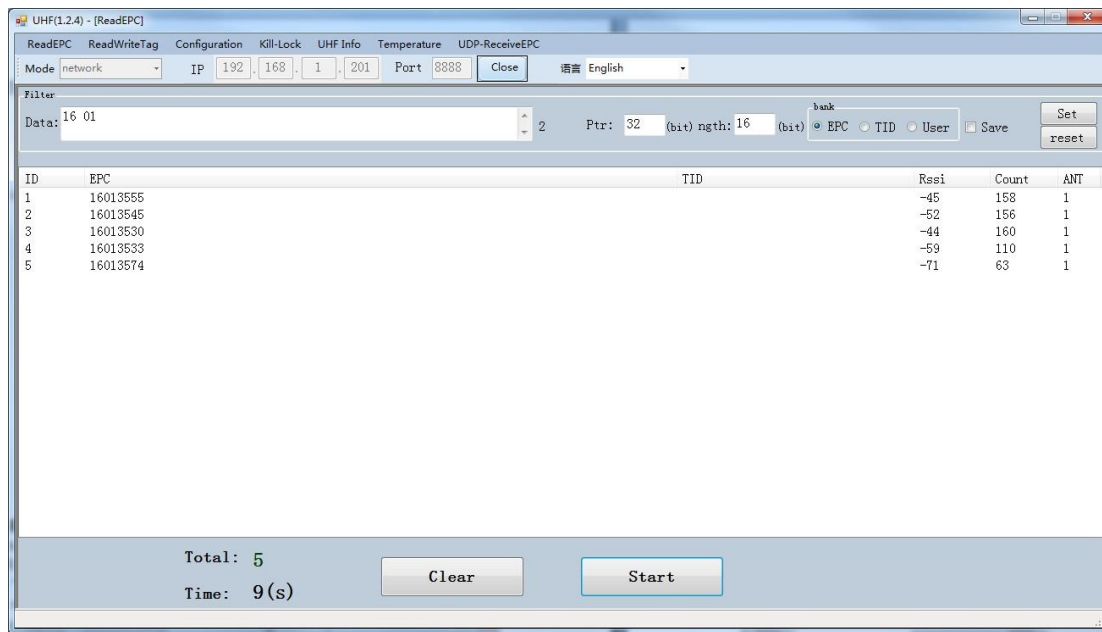 UHF(1.2.4) - [ReadEPC]
ReadEPC ReadWriteTag Configuration Kill-Lock UHF Info Temperature UDP-ReceiveEPC
Mode network IP 192 . 168 . 1 . 201 Port 8888 Close 语言 English
Filter
Data: 16 01 2 Ptr: 32 (bit) ngth: 16 (bit) bank EPC TID User Save Set
reset
ID EPC TID Rssi Count ANT
1 16013555 -45 158 1
2 16013545 -52 156 1
3 16013530 -44 160 1
4 16013533 -59 110 1
5 16013574 -71 63 1
Total: 5
Time: 9(s)
Clear Start